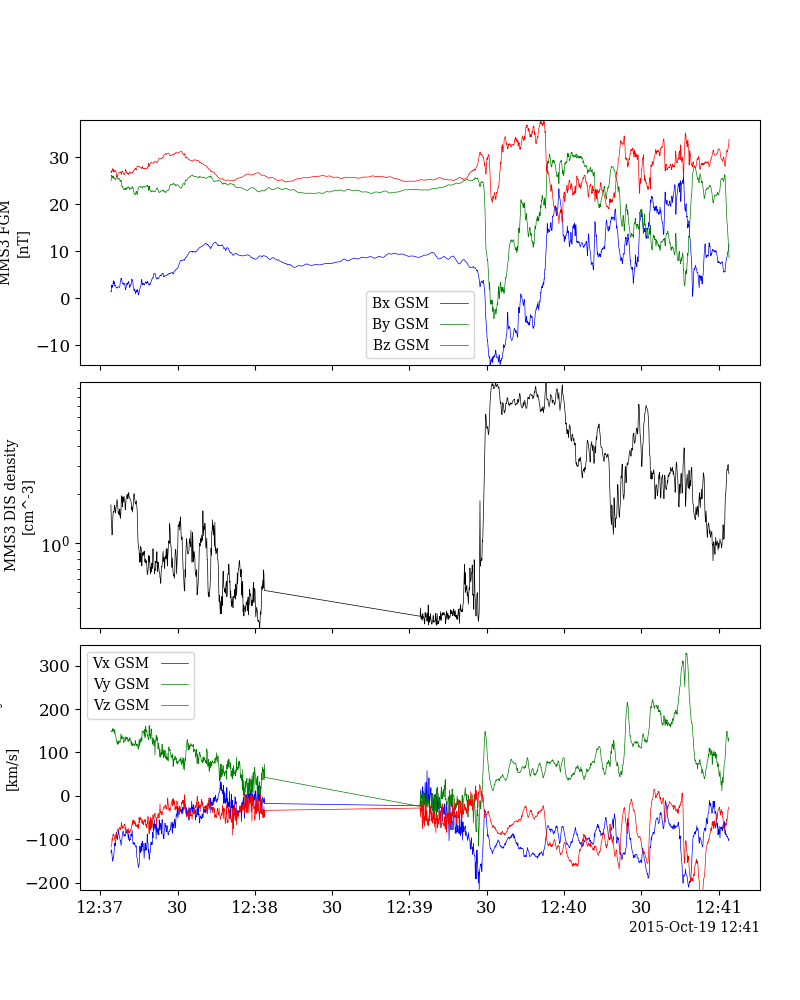 30
20
10
0
−10
MMS3 FGM
[nT]
Bx GSM
By GSM
Bz GSM
10^0
MMS3 DIS density
[cm^-3]
300
200
100
0
−100
−200
[km/s]
Vx GSM
Vy GSM
Vz GSM
12:37 30 12:38 30 12:39 30 12:40 30 12:41
2015-Oct-19 12:41